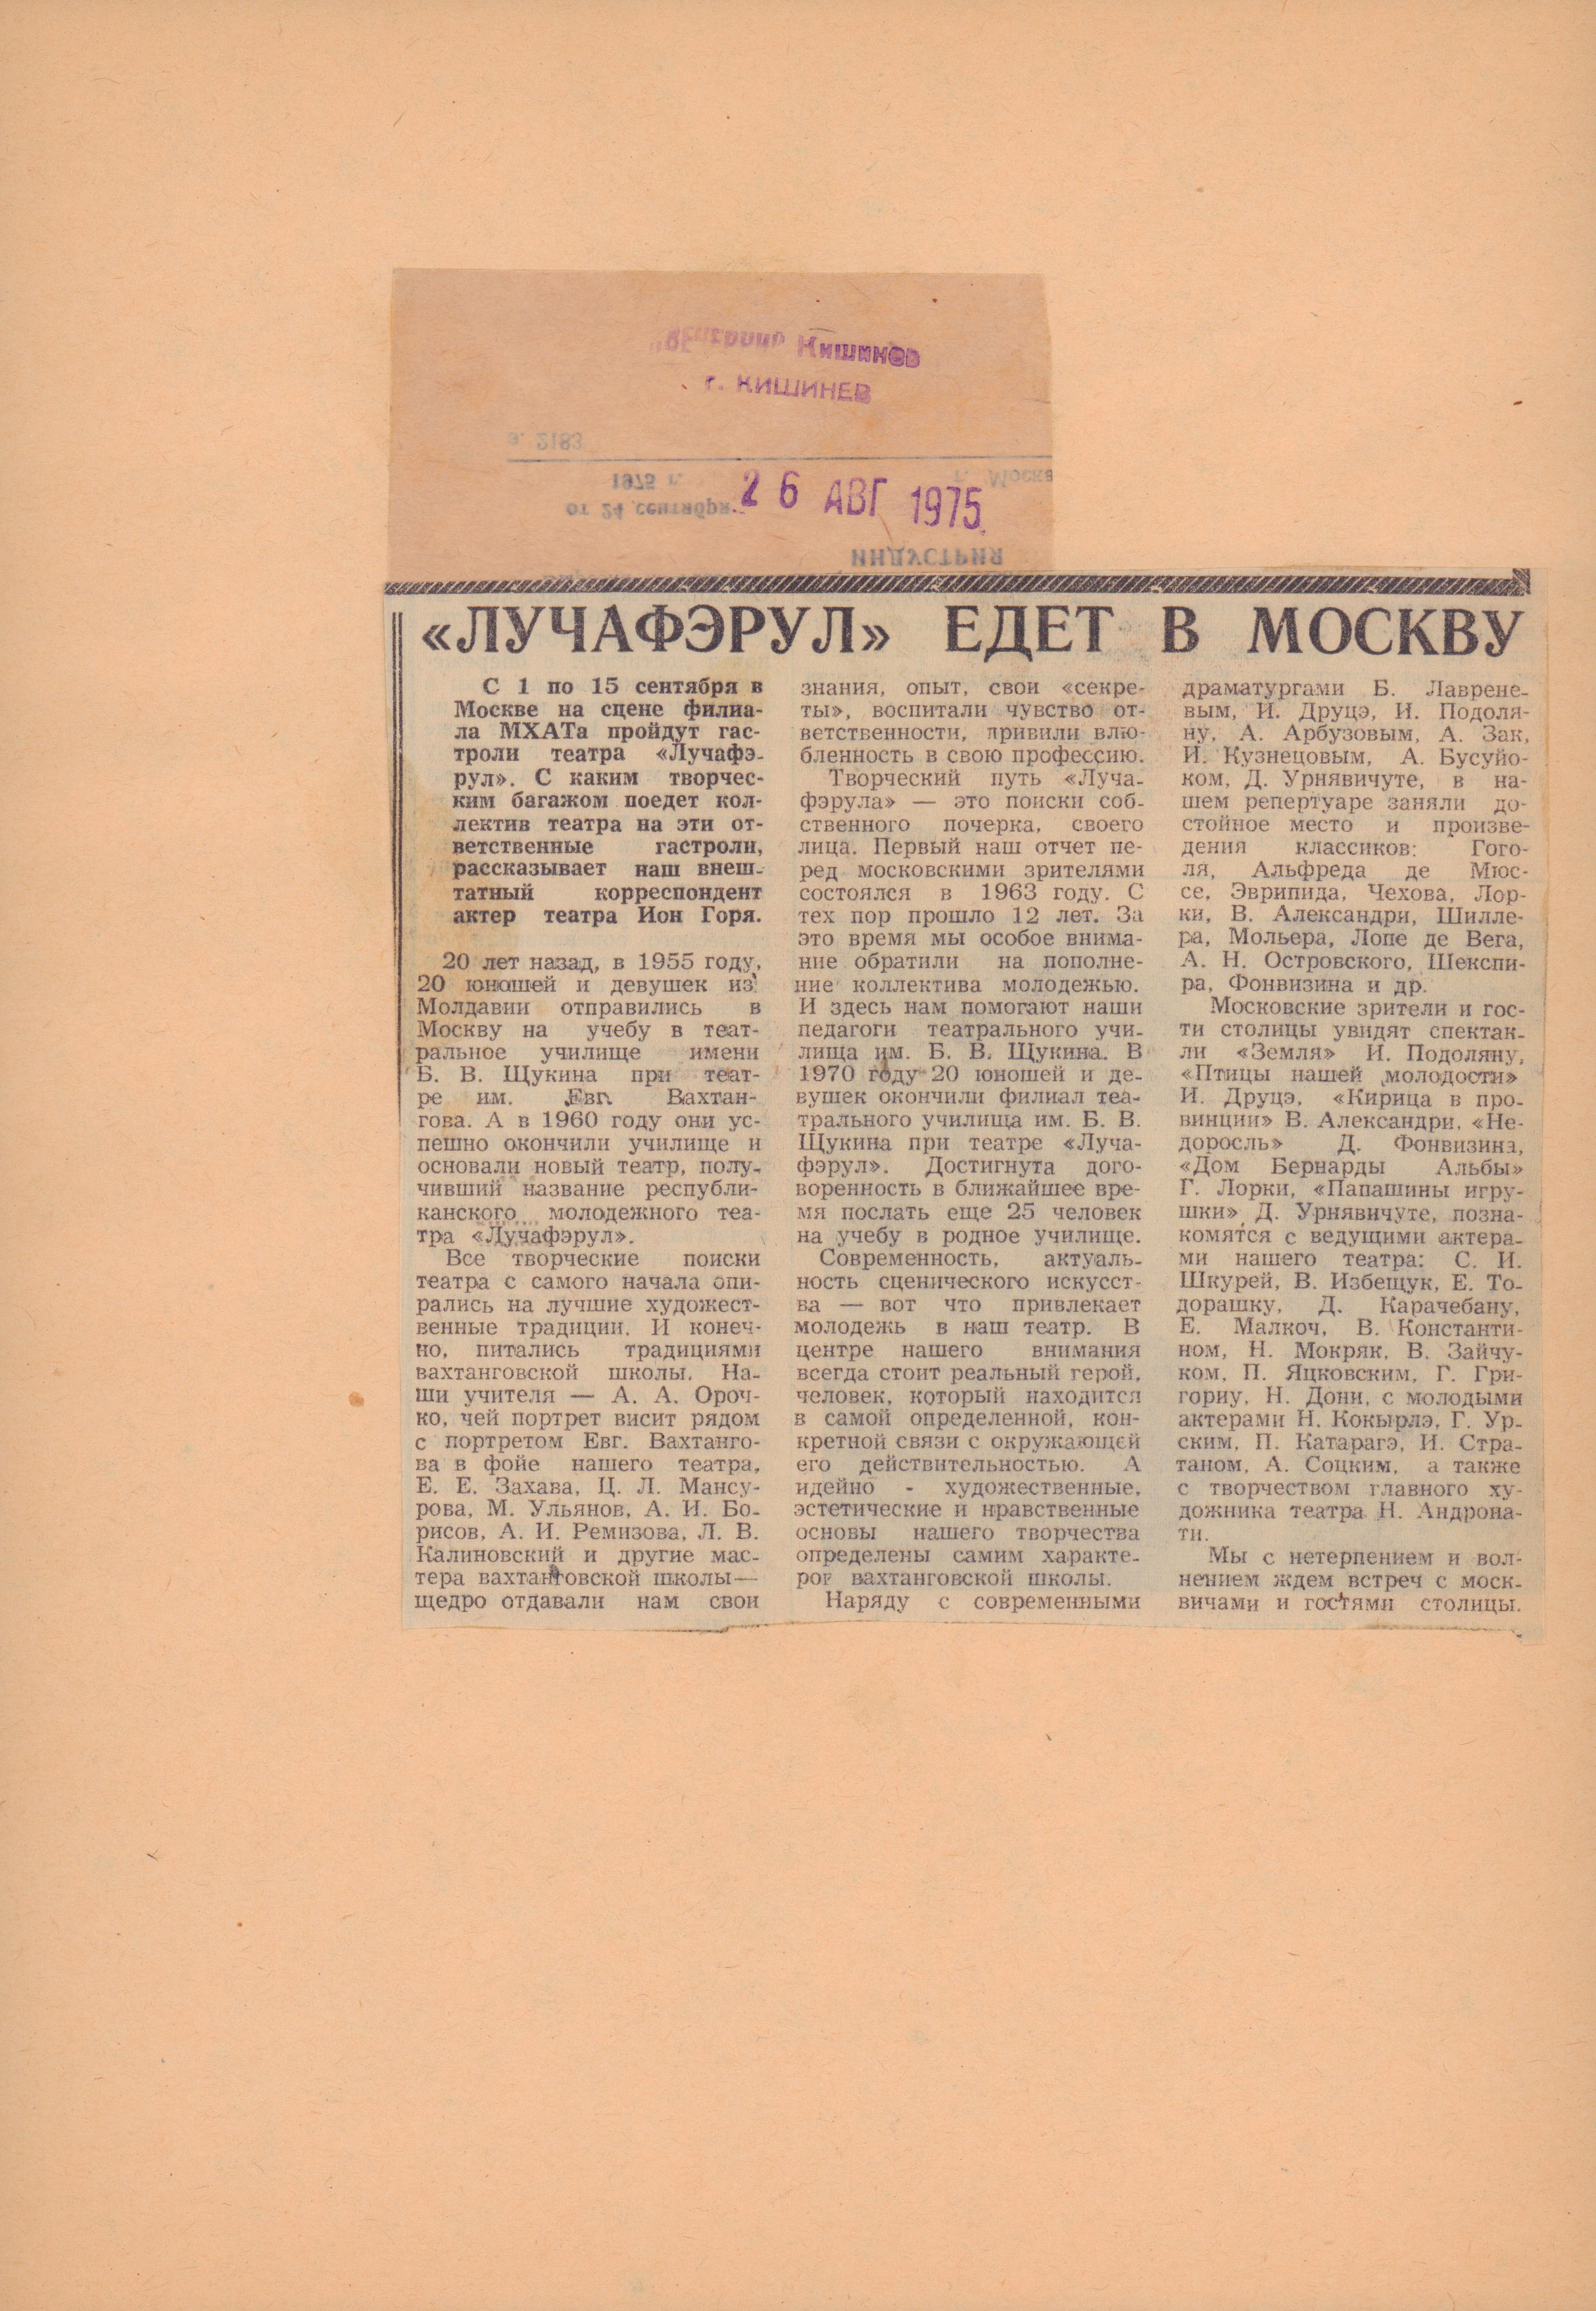 Кишинев
г. КИШИНЕВ
а. 2183
1975 г. г. Москва
от 24 сентября
26 АВГ 1975
ИНДУСТРИЯ
«ЛУЧАФЭРУЛ» ЕДЕТ В МОСКВУ
С 1 по 15 сентября в
Москве на сцене филиа-
ла МХАТа пройдут гас-
троли театра «Лучафэ-
рул». С каким творчес-
ким багажом поедет кол-
лектив театра на эти от-
ветственные гастроли,
рассказывает наш внеш-
татный корреспондент
актер театра Ион Горя.
20 лет назад, в 1955 году,
20 юношей и девушек из
Молдавии отправились в
Москву на учебу в теат-
ральное училище имени
Б. В. Щукина при теат-
ре им. Евг. Вахтан-
гова. А в 1960 году они ус-
пешно окончили училище и
основали новый театр, полу-
чивший название республи-
канского молодежного теа-
тра «Лучафэрул».
Все творческие поиски
театра с самого начала опи-
рались на лучшие художест-
венные традиции. И конеч-
но, питались традициями
вахтанговской школы. На-
ши учителя — А. А. Ороч-
ко, чей портрет висит рядом
с портретом Евг. Вахтанго-
ва в фойе нашего театра,
Е. Е. Захава, Ц. Л. Мансу-
рова, М. Ульянов, А. И. Бо-
рисов, А. И. Ремизова, Л. В.
Калиновский и другие мас-
тера вахтанговской школы—
щедро отдавали нам свои
знания, опыт, свои «секре-
ты», воспитали чувство от-
ветственности, привили влю-
бленность в свою профессию.
Творческий путь «Луча-
фэрула» — это поиски соб-
ственного почерка, своего
лица. Первый наш отчет пе-
ред московскими зрителями
состоялся в 1963 году. С
тех пор прошло 12 лет. За
это время мы особое внима-
ние обратили на пополне-
ние коллектива молодежью.
И здесь нам помогают наши
педагоги театрального учи-
лища им. Б. В. Щукина. В
1970 году 20 юношей и де-
вушек окончили филиал теа-
трального училища им. Б. В.
Щукина при театре «Луча-
фэрул». Достигнута дого-
воренность в ближайшее вре-
мя послать еще 25 человек
на учебу в родное училище.
Современность, актуаль-
ность сценического искусст-
ва — вот что привлекает
молодежь в наш театр. В
центре нашего внимания
всегда стоит реальный герой,
человек, который находится
в самой определенной, кон-
кретной связи с окружающей
его действительностью. А
идейно - художественные,
эстетические и нравственные
основы нашего творчества
определены самим характе-
ром вахтанговской школы.
Наряду с современными
драматургами Б. Лаврене-
вым, И. Друцэ, И. Подоля-
ну, А. Арбузовым, А. Зак,
И. Кузнецовым, А. Бусуйо-
ком, Д. Урнявичуте, в на-
шем репертуаре заняли до-
стойное место и произве-
дения классиков: Гого-
ля, Альфреда де Мюс-
се, Эврипида, Чехова, Лор-
ки, В. Александри, Шилле-
ра, Мольера, Лопе де Вега,
А. Н. Островского, Шекспи-
ра, Фонвизина и др.
Московские зрители и гос-
ти столицы увидят спектак-
ли «Земля» И. Подоляну,
«Птицы нашей молодости»
И. Друцэ, «Кирица в про-
винции» В. Александри, «Не-
доросль» Д. Фонвизина,
«Дом Бернарды Альбы»
Г. Лорки, «Папашины игру-
шки» Д. Урнявичуте, позна-
комятся с ведущими актера-
ми нашего театра: С. И.
Шкурей, В. Избещук, Е. То-
дорашку, Д. Карачебану,
Е. Малкоч, В. Константи-
ном, Н. Мокряк, В. Зайчу-
ком, П. Яцковским, Г. Гри-
гориу, Н. Дони, с молодыми
актерами Н. Кокырлэ, Г. Ур-
ским, П. Катарагэ, И. Стра-
таном, А. Соцким, а также
с творчеством главного ху-
дожника театра Н. Андрона-
ти.
Мы с нетерпением и вол-
нением ждем встреч с моск-
вичами и гостями столицы.